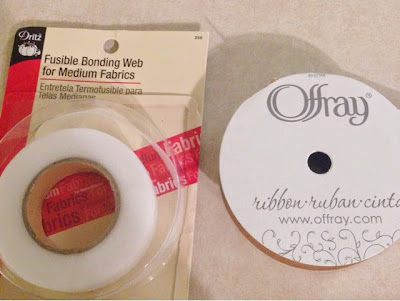 Dritz
Fusible Bonding Web
for Medium Fabrics
Entretela Termofusible para
Telas Medianas
Fabric
Fabrics
Offray®
ribbon·ruban·cinta
www.offray.com